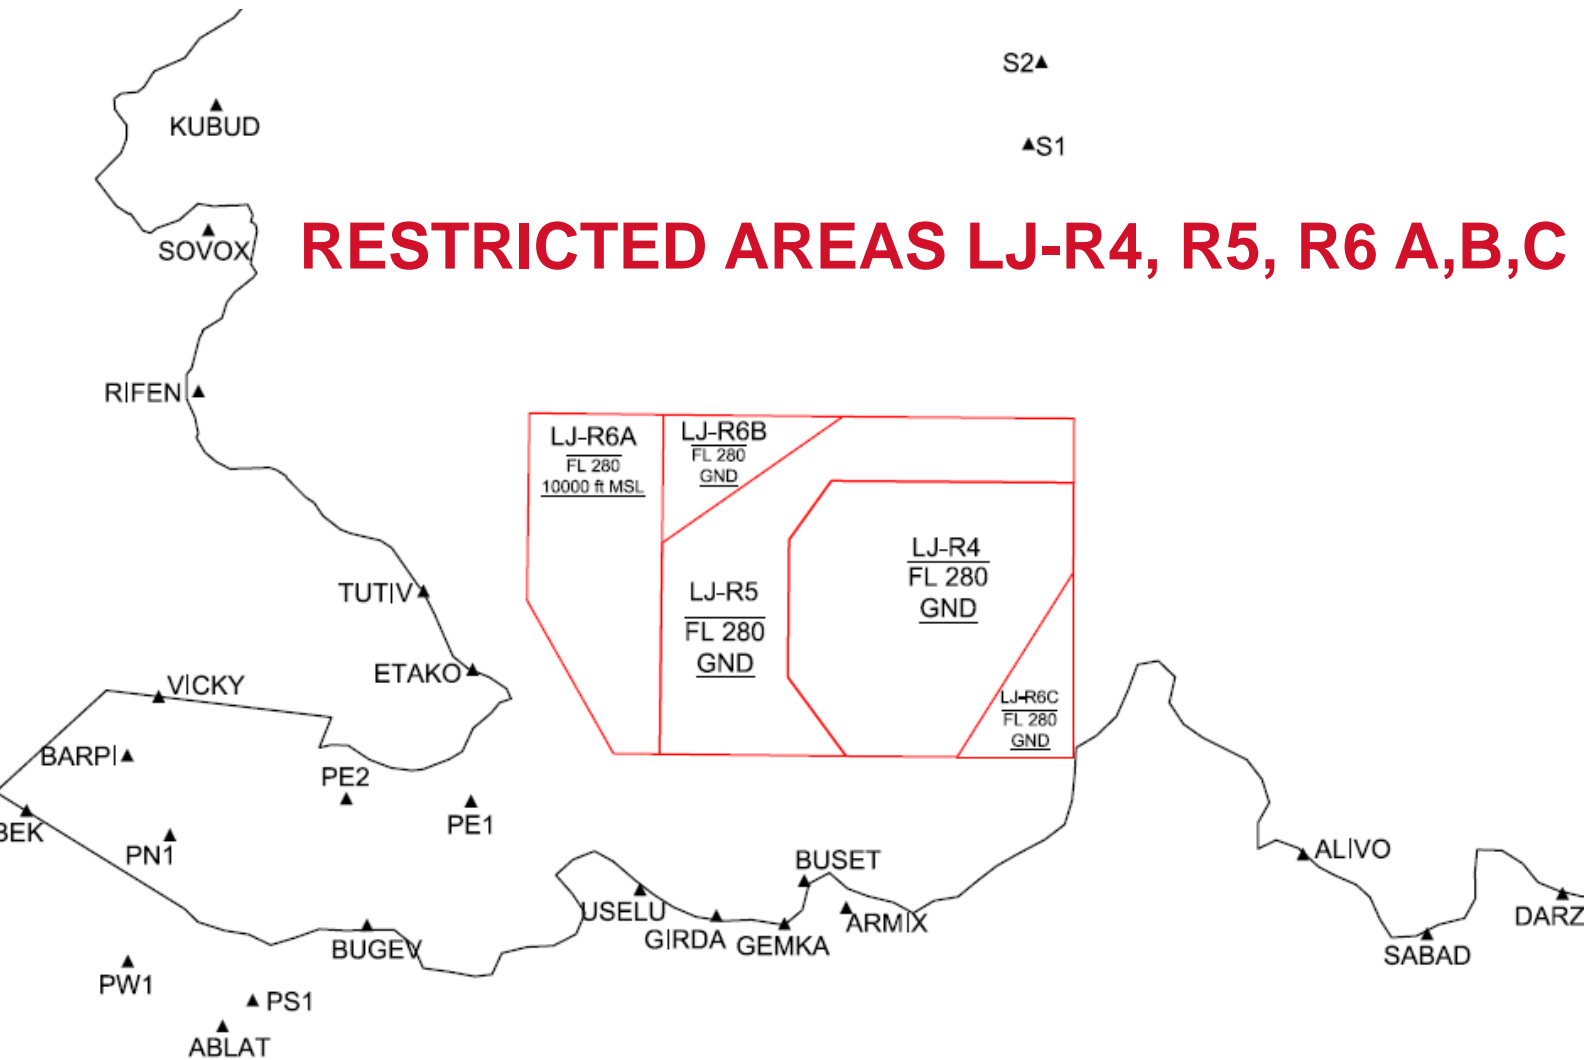 S2
KUBUD
S1
SOVOX
RESTRICTED AREAS LJ-R4, R5, R6 A,B,C
RIFEN
LJ-R6A
FL 280
10000 ft MSL
LJ-R6B
FL 280
GND
LJ-R4
FL 280
GND
LJ-R5
FL 280
GND
TUTIV
ETAKO
VICKY
LJ-R6C
FL 280
GND
BARPI
PE2
PE1
BEK
PN1
BUSET
ALIVO
USELU
GIRDA
GEMKA
ARMIX
DARZ
BUGEV
SABAD
PW1
PS1
ABLAT